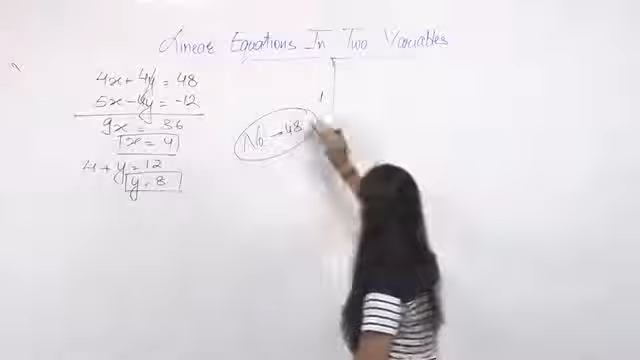 Linear Equations In Two Variables
4x + 4y = 48
5x - 4y = -12
9x = 36
x = 4
4 + y = 12
y = 8
No → 48